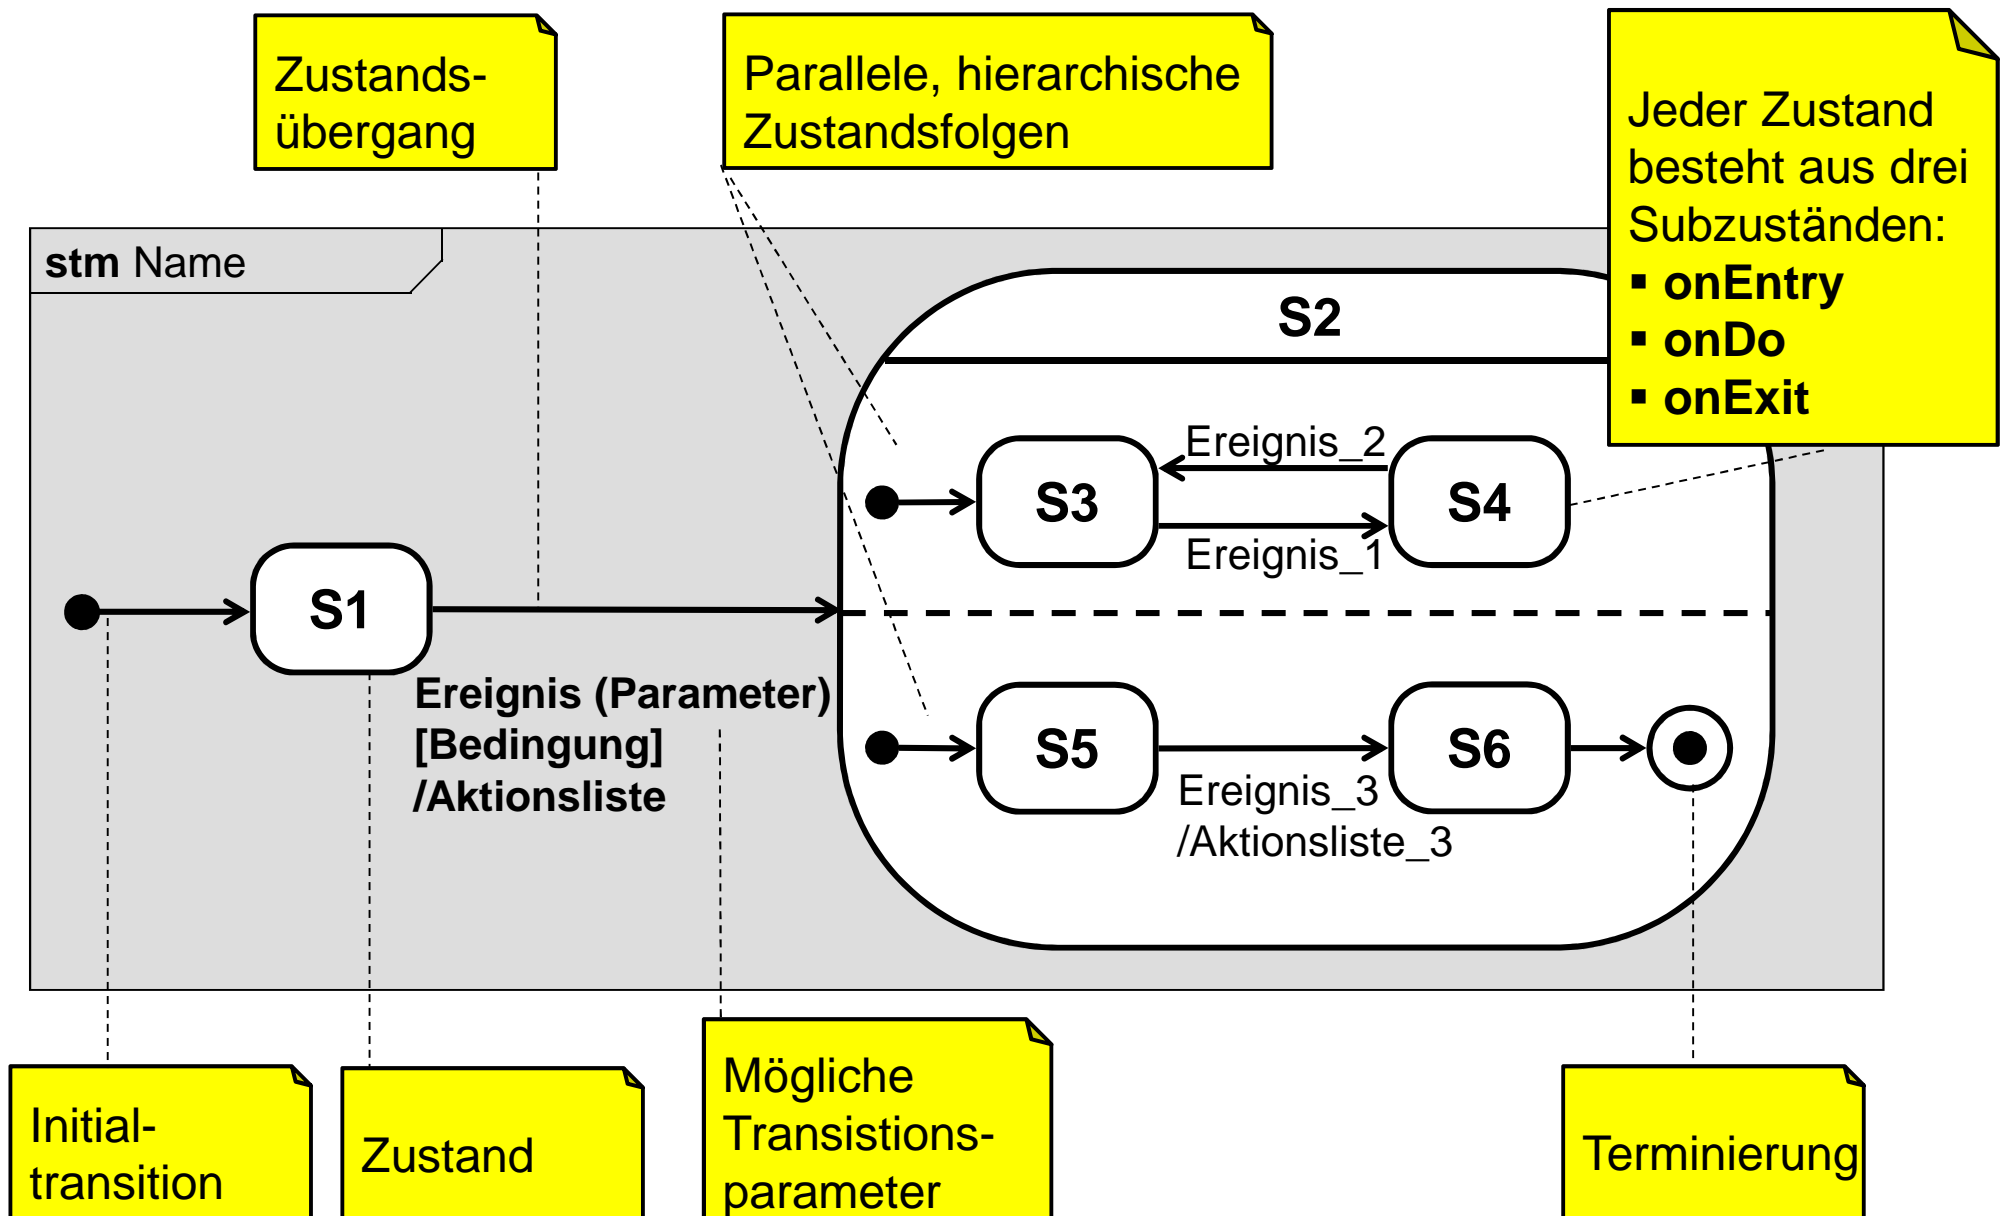 Zustands-
übergang
Parallele, hierarchische
Zustandsfolgen
Jeder Zustand
besteht aus drei
Subzuständen:
▪ onEntry
▪ onDo
▪ onExit
stm Name
S2
Ereignis_2
S3
S4
Ereignis_1
S1
Ereignis (Parameter)
[Bedingung]
/Aktionsliste
S5
S6
Ereignis_3
/Aktionsliste_3
Initial-
transition
Zustand
Mögliche
Transistions-
parameter
Terminierung